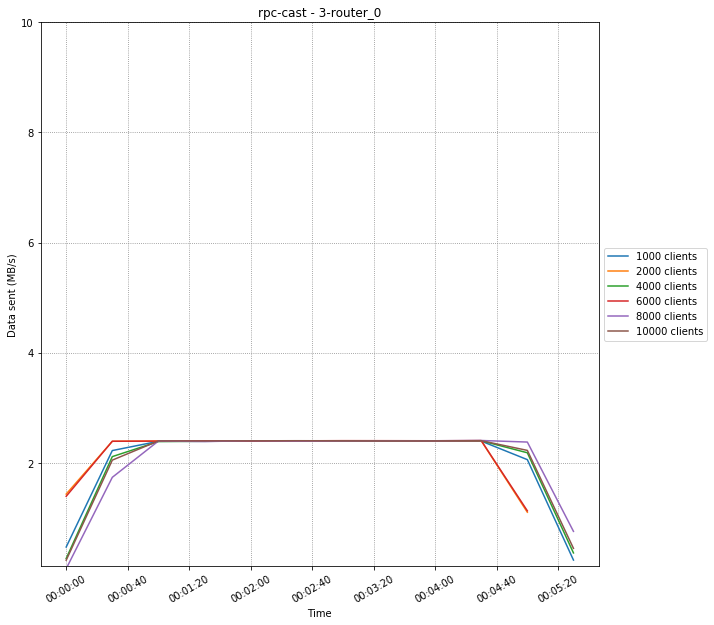 rpc-cast - 3-router_0
10
8
6
4
2
Data sent (MB/s)
00:00:00
00:00:40
00:01:20
00:02:00
00:02:40
00:03:20
00:04:00
00:04:40
00:05:20
Time
1000 clients
2000 clients
4000 clients
6000 clients
8000 clients
10000 clients